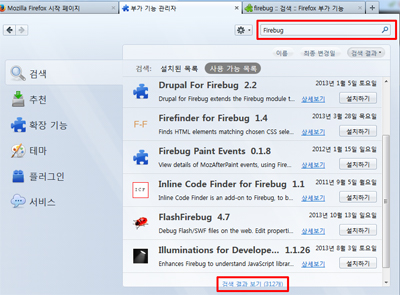 Mozilla Firefox 시작 페이지
부가 기능 관리자
firebug :: 검색 :: Firefox 부가 기능
Firebug
이름
최종 변경일
검색 결과
검색
추천
확장 기능
테마
플러그인
서비스
검색: 설치된 목록 사용 가능 목록
Drupal For Firebug 2.2 2013년 1월 5일 토요일
Drupal for Firebug extends the Firebug module t... 상세보기 설치하기
F-F
Firefinder for Firebug 1.4 2013년 3월 28일 목요일
Finds HTML elements matching chosen CSS selec... 상세보기 설치하기
Firebug Paint Events 0.1.8 2012년 1월 15일 일요일
View details of MozAfterPaint events, using Fire... 상세보기 설치하기
ICF
Inline Code Finder for Firebug 1.1 2011년 9월 5일 월요일
Inline Code Finder is an add-on to Firebug, to b... 상세보기 설치하기
FlashFirebug 4.7 2013년 10월 13일 일요일
Debug Flash/SWF files on the web. Edit properti... 상세보기 설치하기
Illuminations for Develope... 1.1.26 2013년 8월 3일 토요일
Enhances Firebug to understand JavaScript librar... 상세보기 설치하기
검색 결과 보기 (312개)